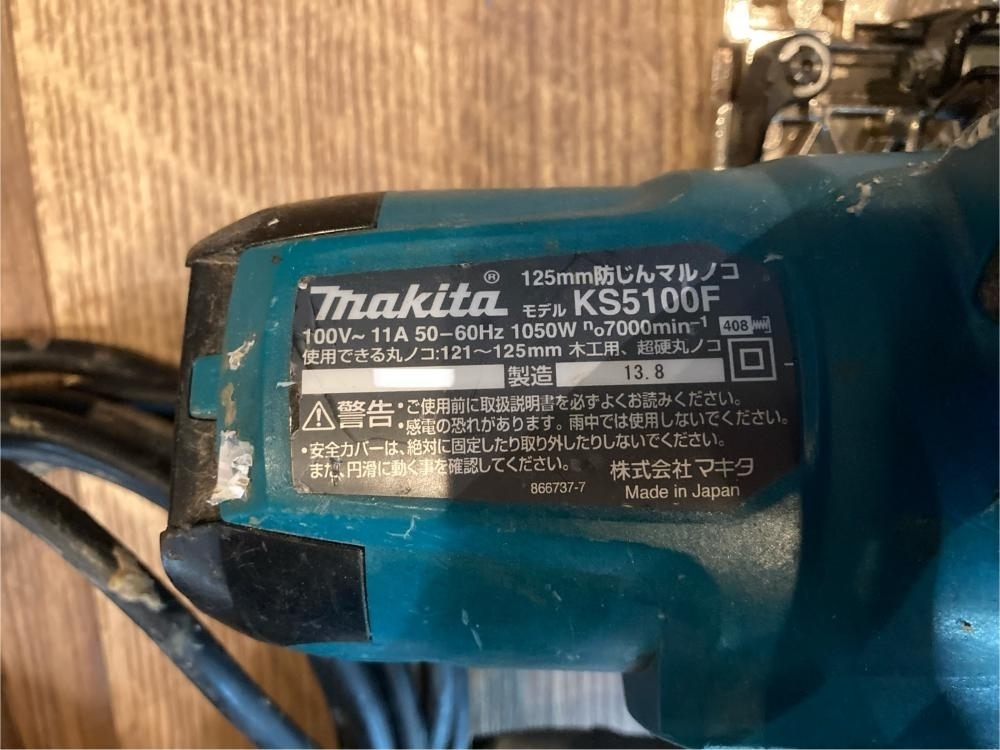 makita® 125mm防じんマルノコ
モデル KS5100F
100V~ 11A 50-60Hz 1050W n₀7000min⁻¹ 408
使用できる丸ノコ:121～125mm 木工用、超硬丸ノコ
製造 13.8
⚠警告・ご使用前に取扱説明書を必ずよくお読みください。
・感電の恐れがあります。雨中では使用しないでください。
・安全カバーは、絶対に固定したり取り外したりしないでください。
また、円滑に動く事を確認してください。
株式会社 マキタ
866737-7 Made in Japan